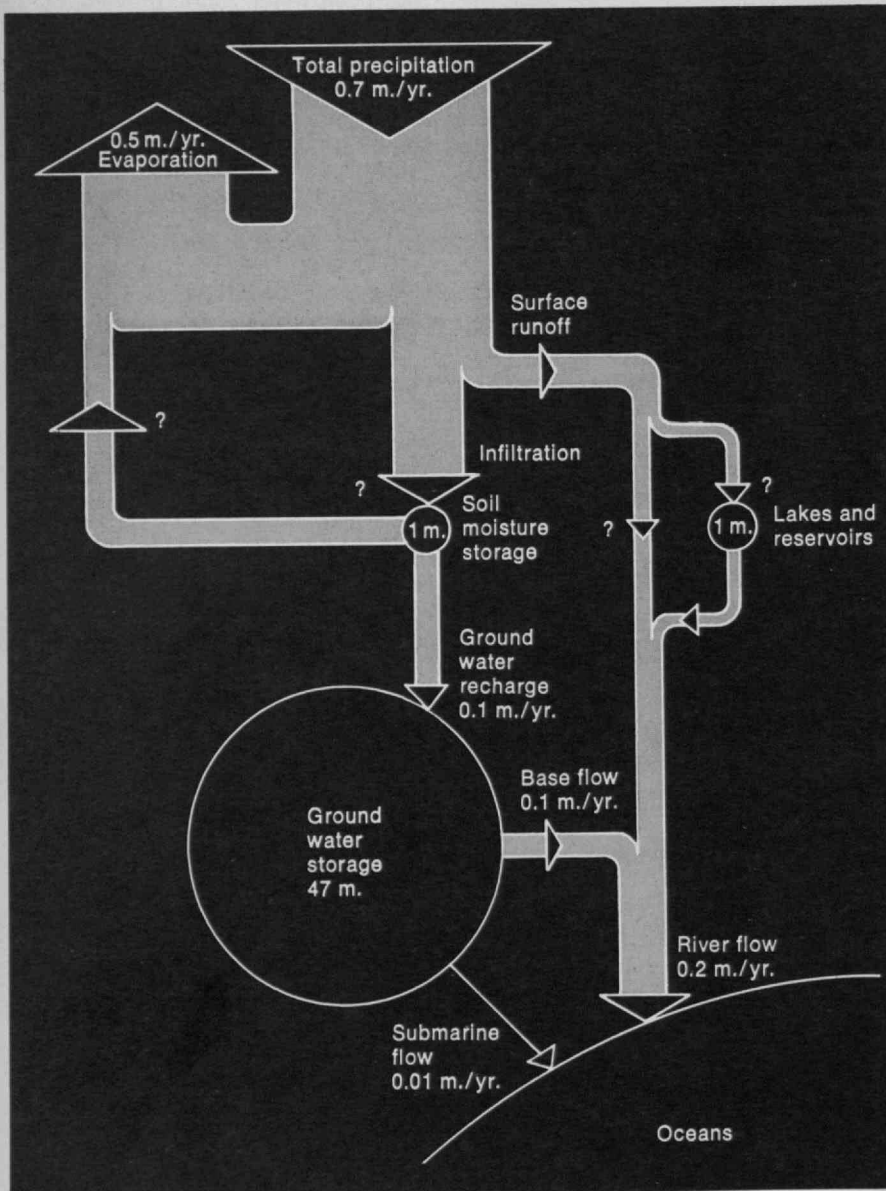 Total precipitation
0.7 m./yr.
0.5 m./yr.
Evaporation
Surface
runoff
?
Infiltration
?
Soil
moisture
storage
1 m.
?
?
1 m.
Lakes and
reservoirs
Ground
water
recharge
0.1 m./yr.
Base flow
0.1 m./yr.
Ground
water
storage
47 m.
River flow
0.2 m./yr.
Submarine
flow
0.01 m./yr.
Oceans